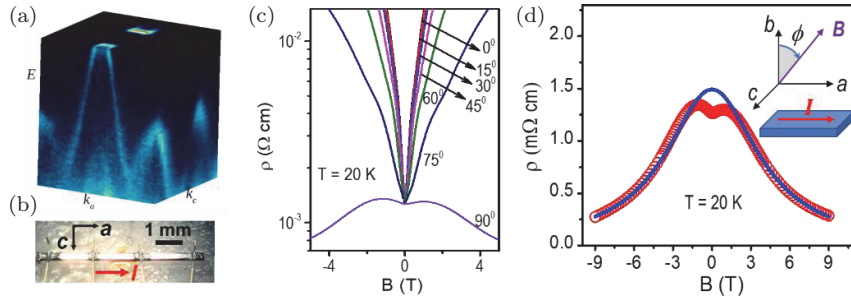 (a)
E
k_a
k_c
(b)
c
a
1 mm
I
(c)
10^-2
10^-3
ρ (Ω cm)
0^0
15^0
30^0
45^0
60^0
75^0
90^0
T = 20 K
-4 0 4
B (T)
(d)
2.0
1.5
1.0
0.5
0.0
ρ (mΩ cm)
b
ϕ
B
a
c
I
T = 20 K
-9 -6 -3 0 3 6 9
B (T)